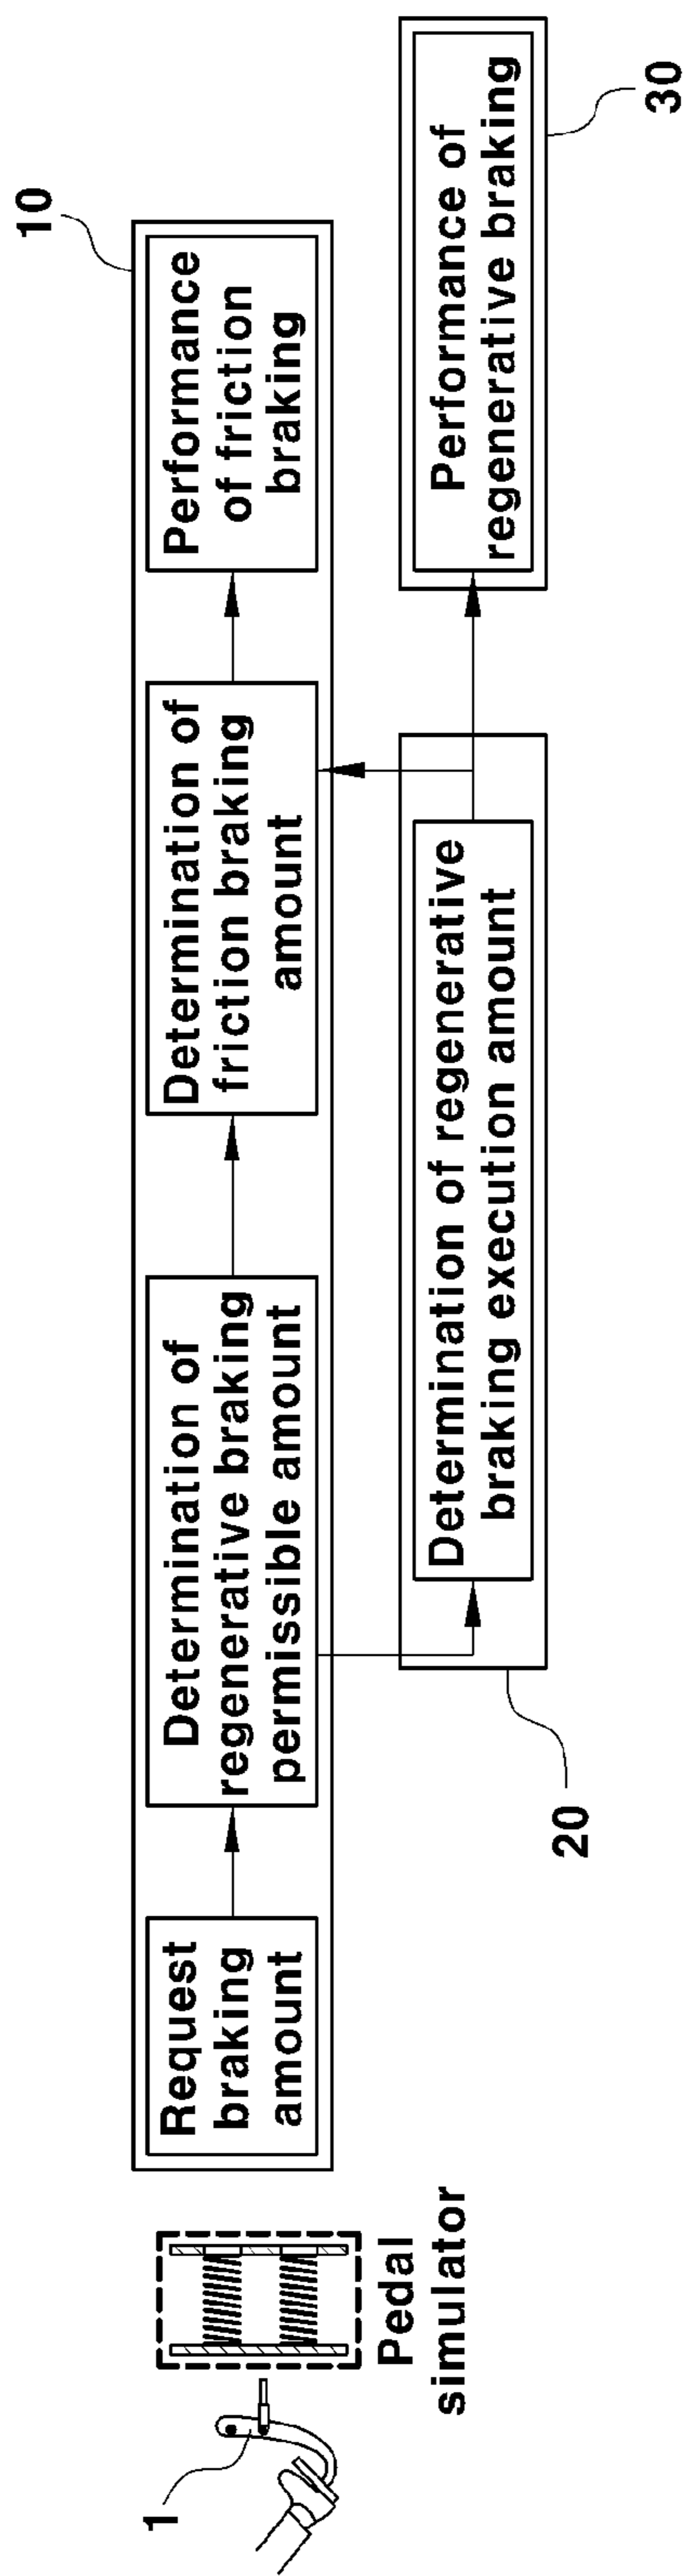 10
Request
braking
amount
Determination of
regenerative braking
permissible amount
Determination of
friction braking
amount
Performance
of friction
braking
1
Pedal
simulator
Determination of regenerative
braking execution amount
Performance of
regenerative braking
20
30